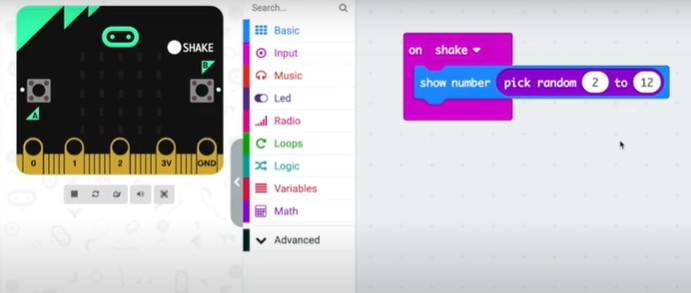 Search...
SHAKE
B
A
0 1 2 3V GND
Basic
Input
Music
Led
Radio
Loops
Logic
Variables
Math
Advanced
on shake
show number pick random 2 to 12